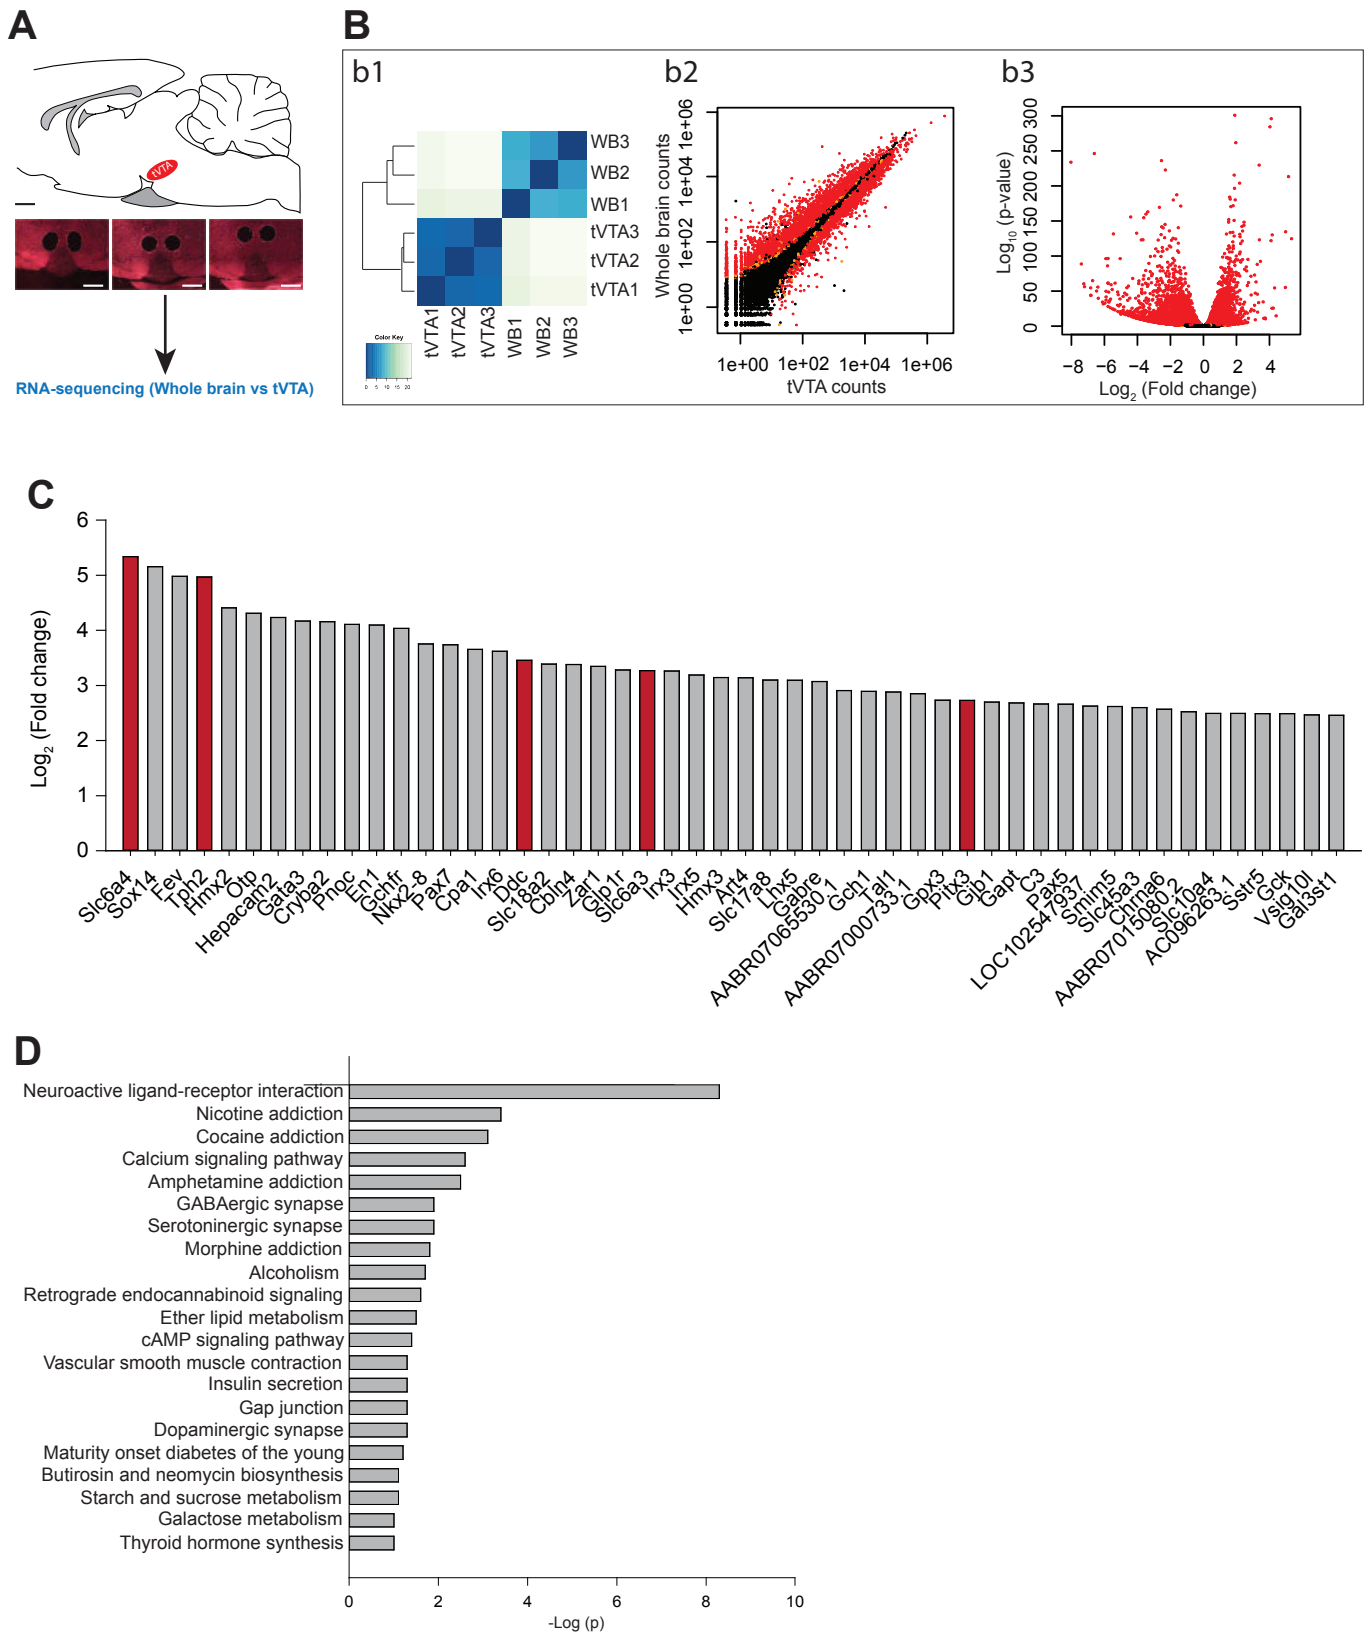 A
tVTA
RNA-sequencing (Whole brain vs tVTA)
B
b1
WB3
WB2
WB1
tVTA3
tVTA2
tVTA1
tVTA1
tVTA2
tVTA3
WB1
WB2
WB3
Color Key
0 5 10 15 20
b2
Whole brain counts
1e+00 1e+02 1e+04 1e+06
1e+00 1e+02 1e+04 1e+06
tVTA counts
b3
Log10 (p-value)
0 50 100 150 200 250 300
−8 −6 −4 −2 0 2 4
Log2 (Fold change)
C
Log2 (Fold change)
6
5
4
3
2
1
0
Slc6a4
Sox14
Fev
Tph2
Hmx2
Otp
Hepacam2
Gata3
Cryba2
Pnoc
En1
Gchfr
Nkx2-8
Pax7
Cpa1
Irx6
Ddc
Slc18a2
Cbln4
Zar1
Glp1r
Slc6a3
Irx3
Irx5
Hmx3
Art4
Slc17a8
Lhx5
Gabre
AABR07065530.1
Gch1
Tal1
AABR07000733.1
Gpx3
Pitx3
Gjb1
Gapt
C3
Pax5
LOC102547937
Smim5
Slc45a3
Chrna6
AABR07015080.2
Slc10a4
AC096263.1
Sstr5
Gck
Vsig10l
Gal3st1
D
Neuroactive ligand-receptor interaction
Nicotine addiction
Cocaine addiction
Calcium signaling pathway
Amphetamine addiction
GABAergic synapse
Serotoninergic synapse
Morphine addiction
Alcoholism
Retrograde endocannabinoid signaling
Ether lipid metabolism
cAMP signaling pathway
Vascular smooth muscle contraction
Insulin secretion
Gap junction
Dopaminergic synapse
Maturity onset diabetes of the young
Butirosin and neomycin biosynthesis
Starch and sucrose metabolism
Galactose metabolism
Thyroid hormone synthesis
0 2 4 6 8 10
-Log (p)